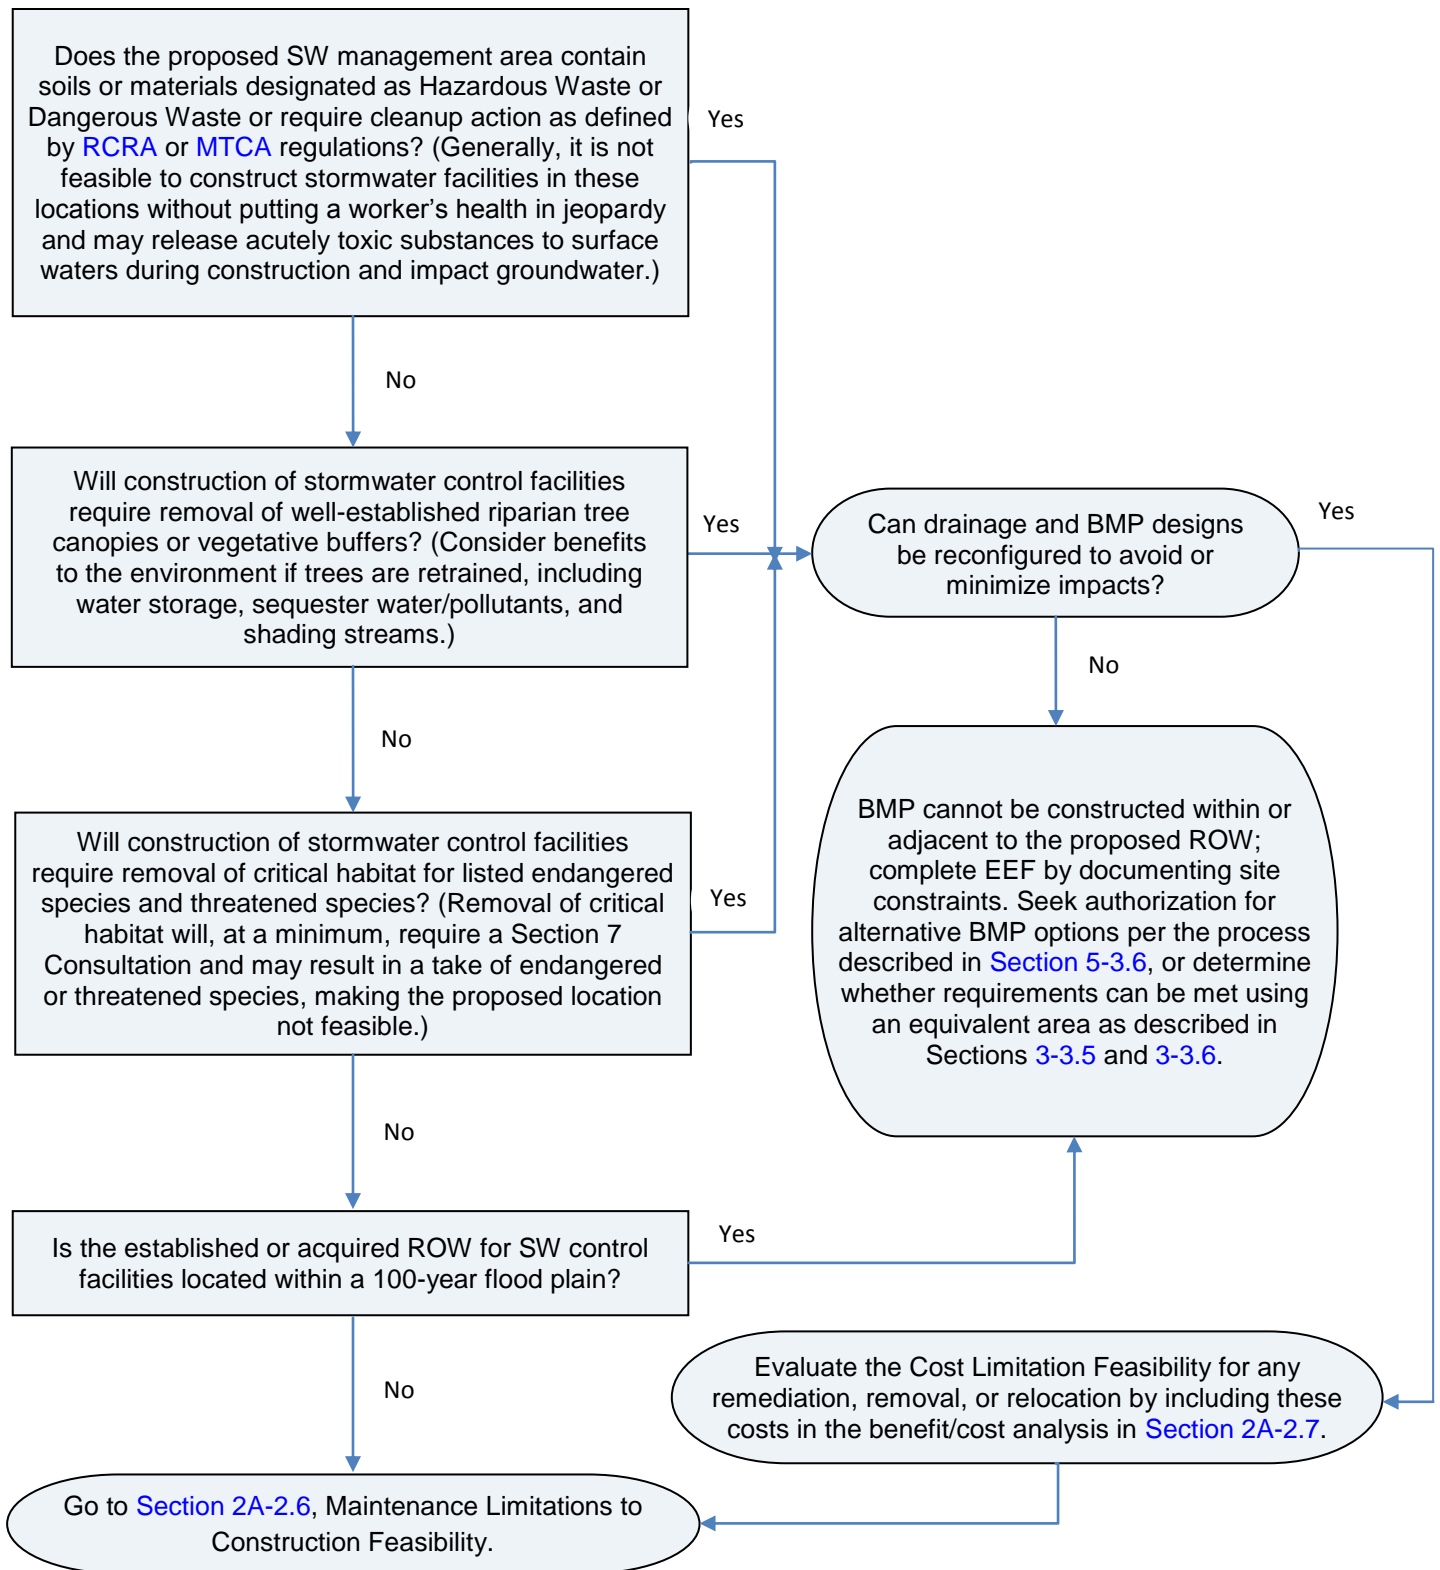 Does the proposed SW management area contain
soils or materials designated as Hazardous Waste or
Dangerous Waste or require cleanup action as defined
by RCRA or MTCA regulations? (Generally, it is not
feasible to construct stormwater facilities in these
locations without putting a worker's health in jeopardy
and may release acutely toxic substances to surface
waters during construction and impact groundwater.)
Yes
No
Will construction of stormwater control facilities
require removal of well-established riparian tree
canopies or vegetative buffers? (Consider benefits
to the environment if trees are retrained, including
water storage, sequester water/pollutants, and
shading streams.)
Yes
Can drainage and BMP designs
be reconfigured to avoid or
minimize impacts?
Yes
No
No
Will construction of stormwater control facilities
require removal of critical habitat for listed endangered
species and threatened species? (Removal of critical
habitat will, at a minimum, require a Section 7
Consultation and may result in a take of endangered
or threatened species, making the proposed location
not feasible.)
Yes
BMP cannot be constructed within or
adjacent to the proposed ROW;
complete EEF by documenting site
constraints. Seek authorization for
alternative BMP options per the process
described in Section 5-3.6, or determine
whether requirements can be met using
an equivalent area as described in
Sections 3-3.5 and 3-3.6.
No
Is the established or acquired ROW for SW control
facilities located within a 100-year flood plain?
Yes
No
Evaluate the Cost Limitation Feasibility for any
remediation, removal, or relocation by including these
costs in the benefit/cost analysis in Section 2A-2.7.
Go to Section 2A-2.6, Maintenance Limitations to
Construction Feasibility.